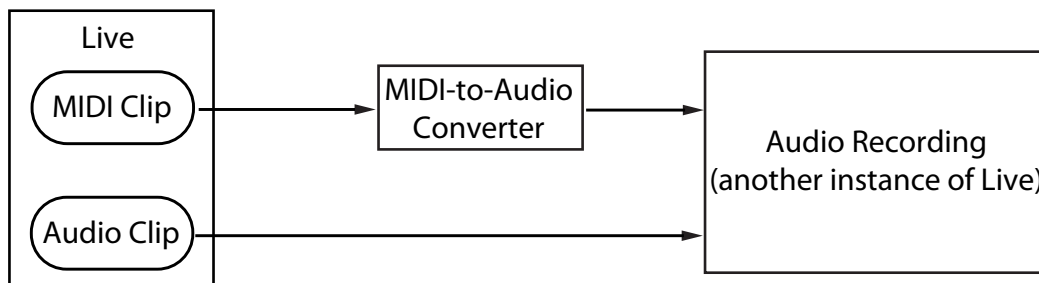 Live
MIDI Clip
MIDI-to-Audio
Converter
Audio Recording
(another instance of Live)
Audio Clip